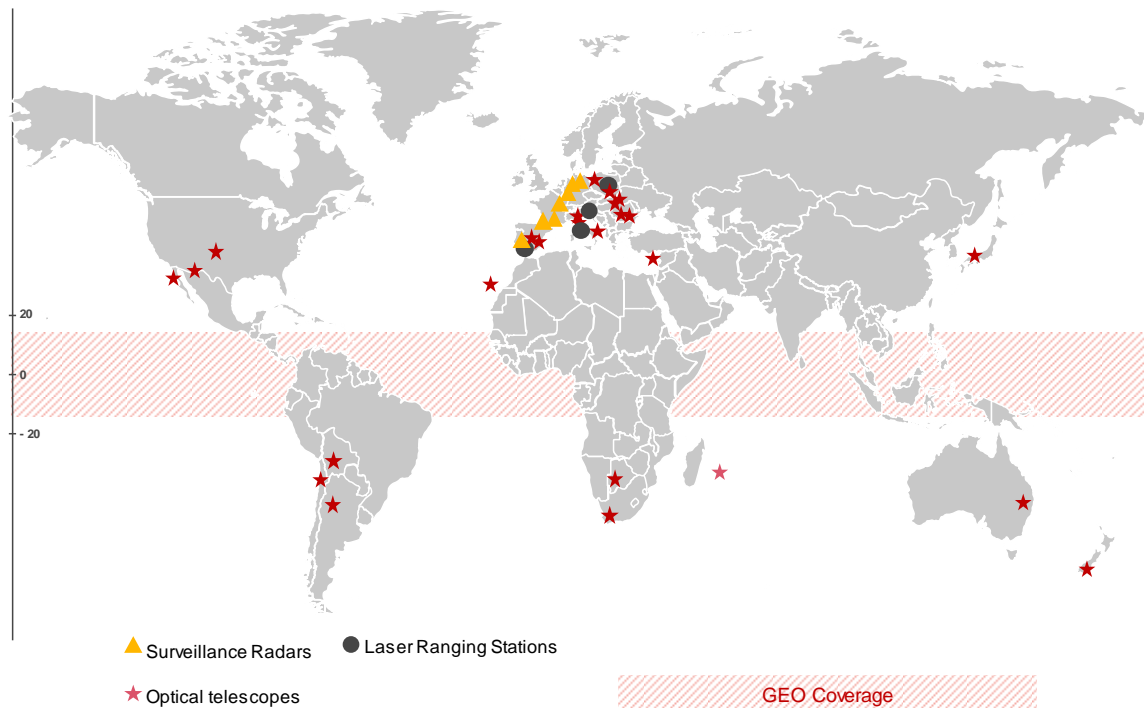 20
0
- 20
Surveillance Radars
Laser Ranging Stations
Optical telescopes
GEO Coverage